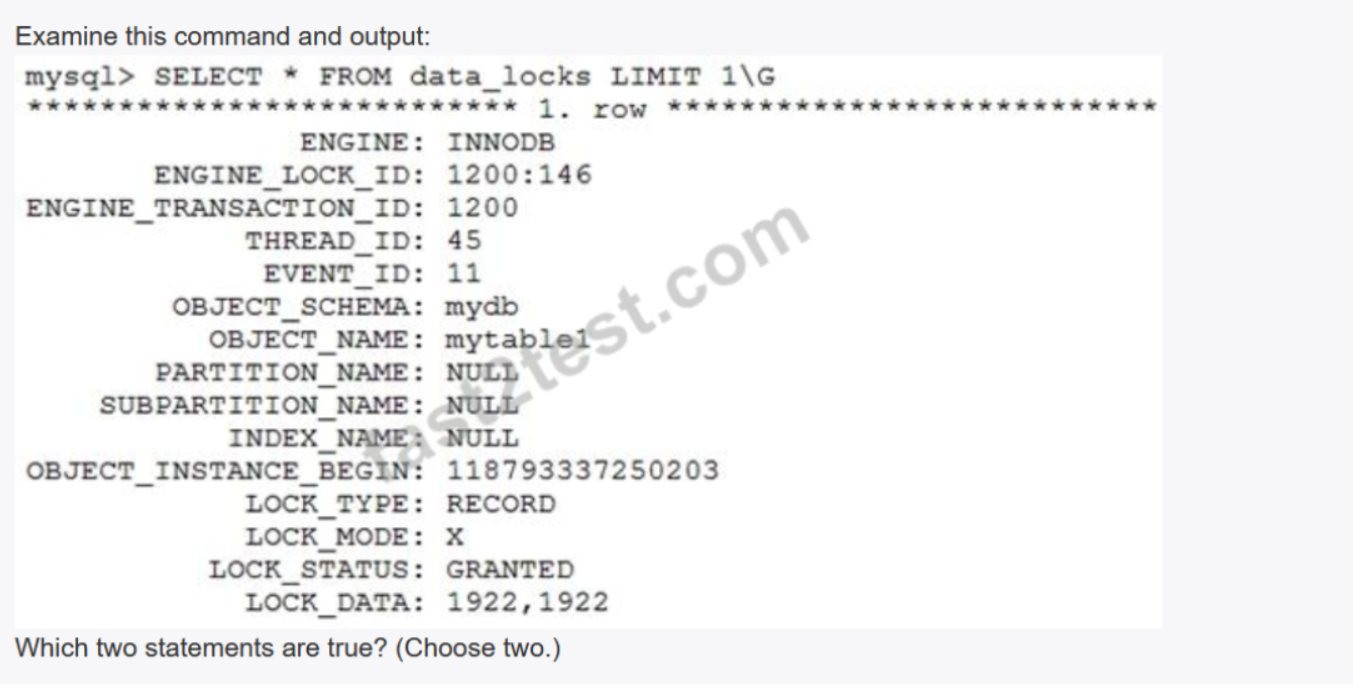 Examine this command and output:
mysql> SELECT * FROM data_locks LIMIT 1\G
*************************** 1. row ***************************
ENGINE: INNODB
ENGINE_LOCK_ID: 1200:146
ENGINE_TRANSACTION_ID: 1200
THREAD_ID: 45
EVENT_ID: 11
OBJECT_SCHEMA: mydb
OBJECT_NAME: mytable1
PARTITION_NAME: NULL
SUBPARTITION_NAME: NULL
INDEX_NAME: NULL
OBJECT_INSTANCE_BEGIN: 118793337250203
LOCK_TYPE: RECORD
LOCK_MODE: X
LOCK_STATUS: GRANTED
LOCK_DATA: 1922,1922
fast2test.com
Which two statements are true? (Choose two.)